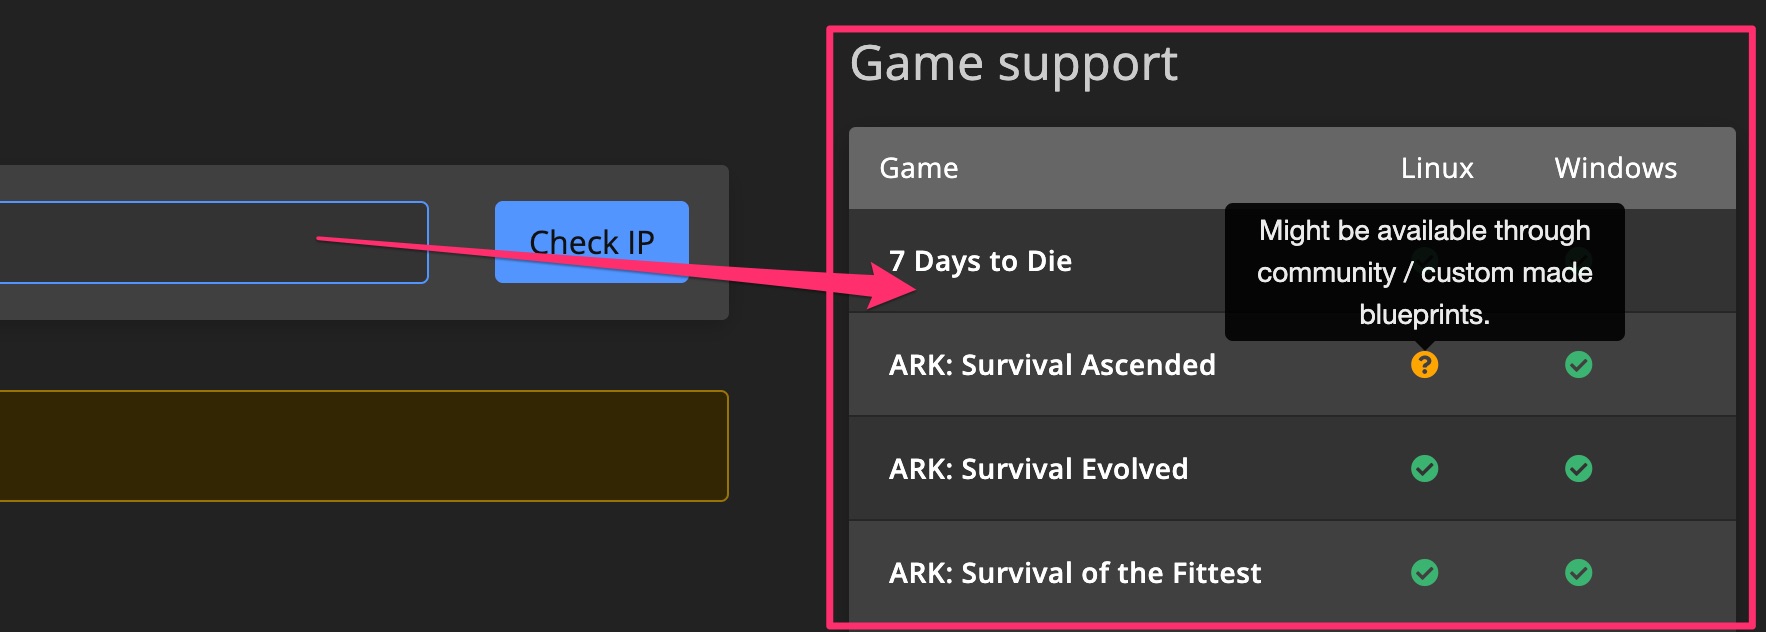 Game support
Game Linux Windows
Check IP
7 Days to Die
Might be available through
community / custom made
blueprints.
ARK: Survival Ascended
ARK: Survival Evolved
ARK: Survival of the Fittest